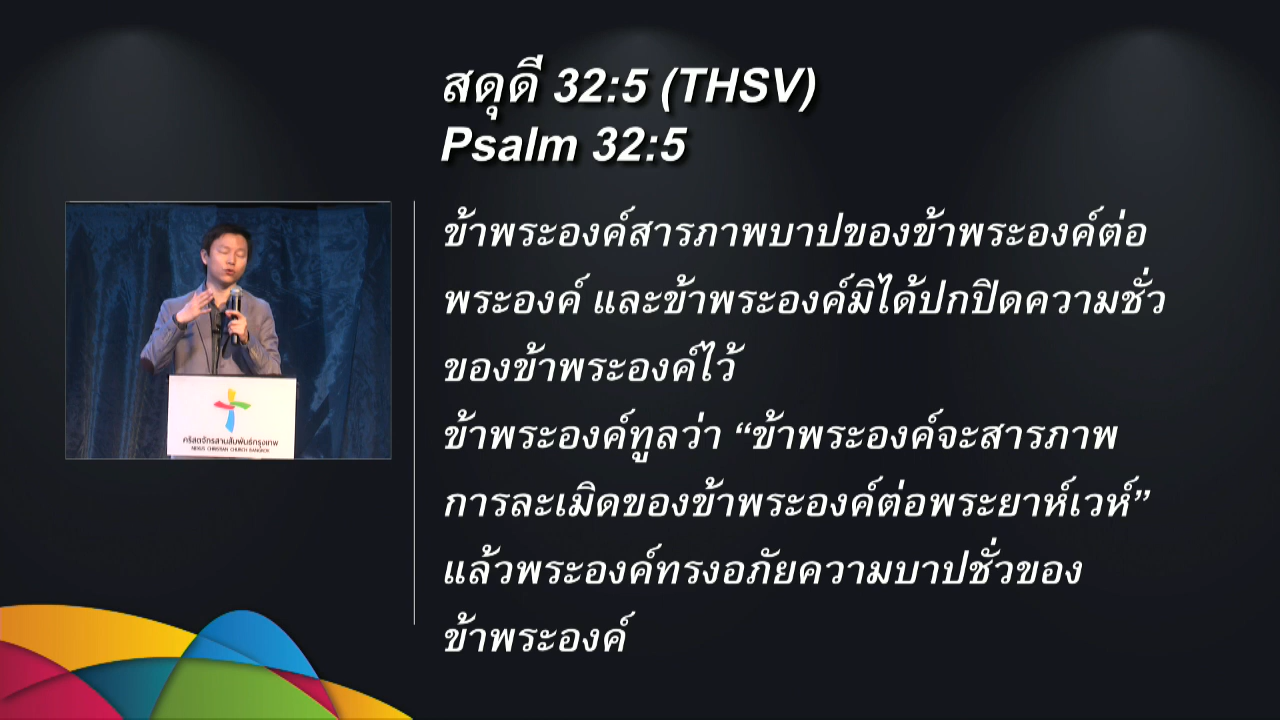 สดุดี 32:5 (THSV)
Psalm 32:5
ข้าพระองค์สารภาพบาปของข้าพระองค์ต่อ
พระองค์ และข้าพระองค์มิได้ปกปิดความชั่ว
ของข้าพระองค์ไว้
ข้าพระองค์ทูลว่า “ข้าพระองค์จะสารภาพ
การละเมิดของข้าพระองค์ต่อพระยาห์เวห์”
แล้วพระองค์ทรงอภัยความบาปชั่วของ
ข้าพระองค์
คริสตจักรสานสัมพันธ์กรุงเทพ
NEXUS CHRISTIAN CHURCH BANGKOK